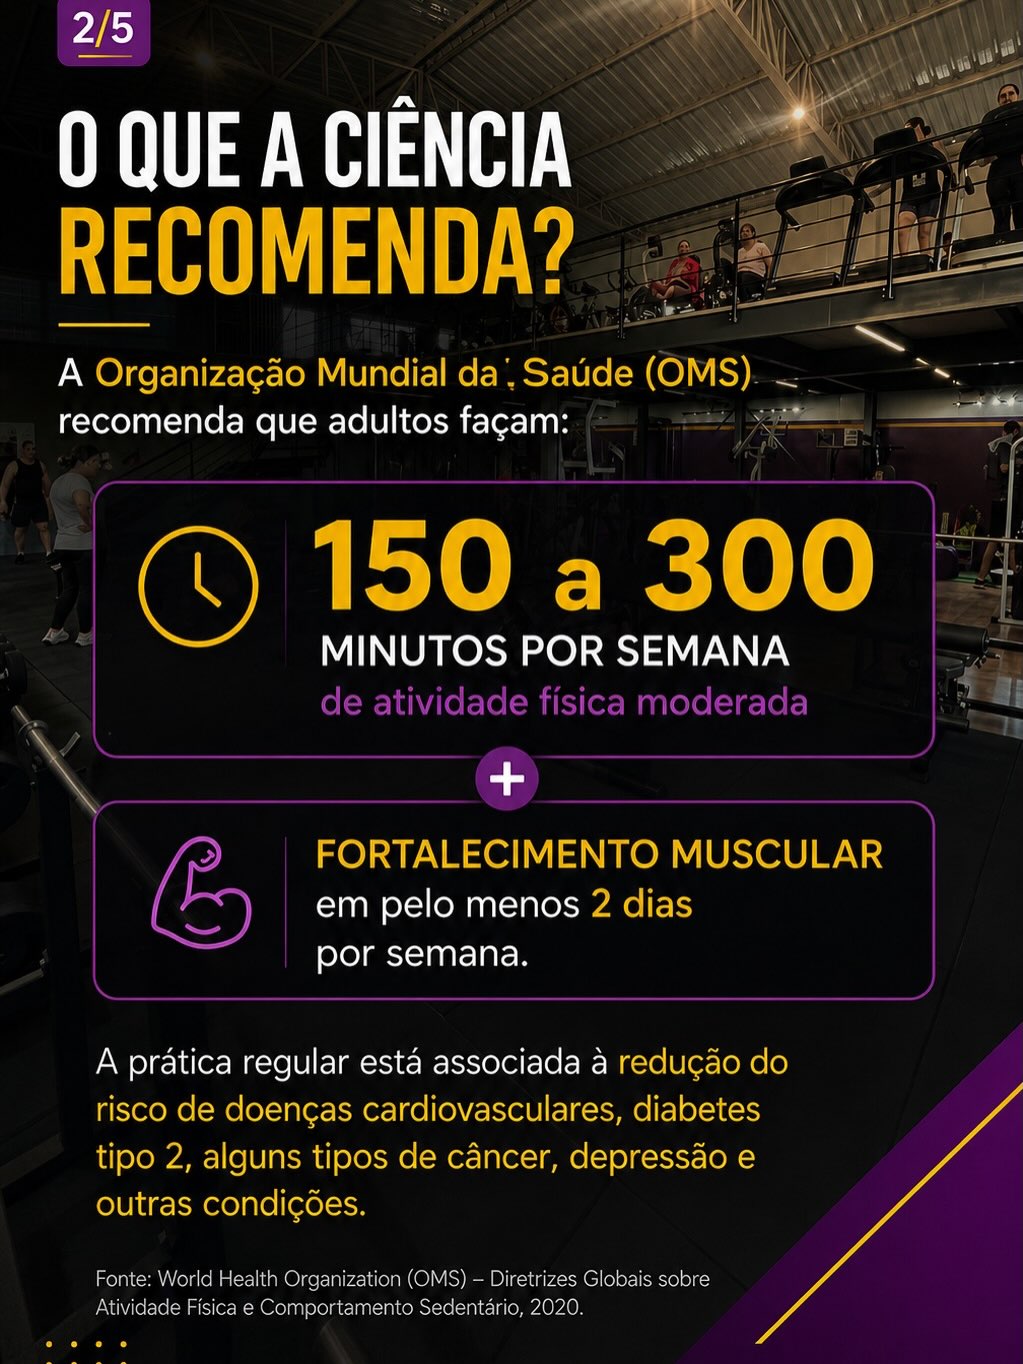 2/5
O QUE A CIÊNCIA
RECOMENDA?
A Organização Mundial da Saúde (OMS)
recomenda que adultos façam:
150 a 300
MINUTOS POR SEMANA
de atividade física moderada
+
FORTALECIMENTO MUSCULAR
em pelo menos 2 dias
por semana.
A prática regular está associada à redução do
risco de doenças cardiovasculares, diabetes
tipo 2, alguns tipos de câncer, depressão e
outras condições.
Fonte: World Health Organization (OMS) – Diretrizes Globais sobre
Atividade Física e Comportamento Sedentário, 2020.